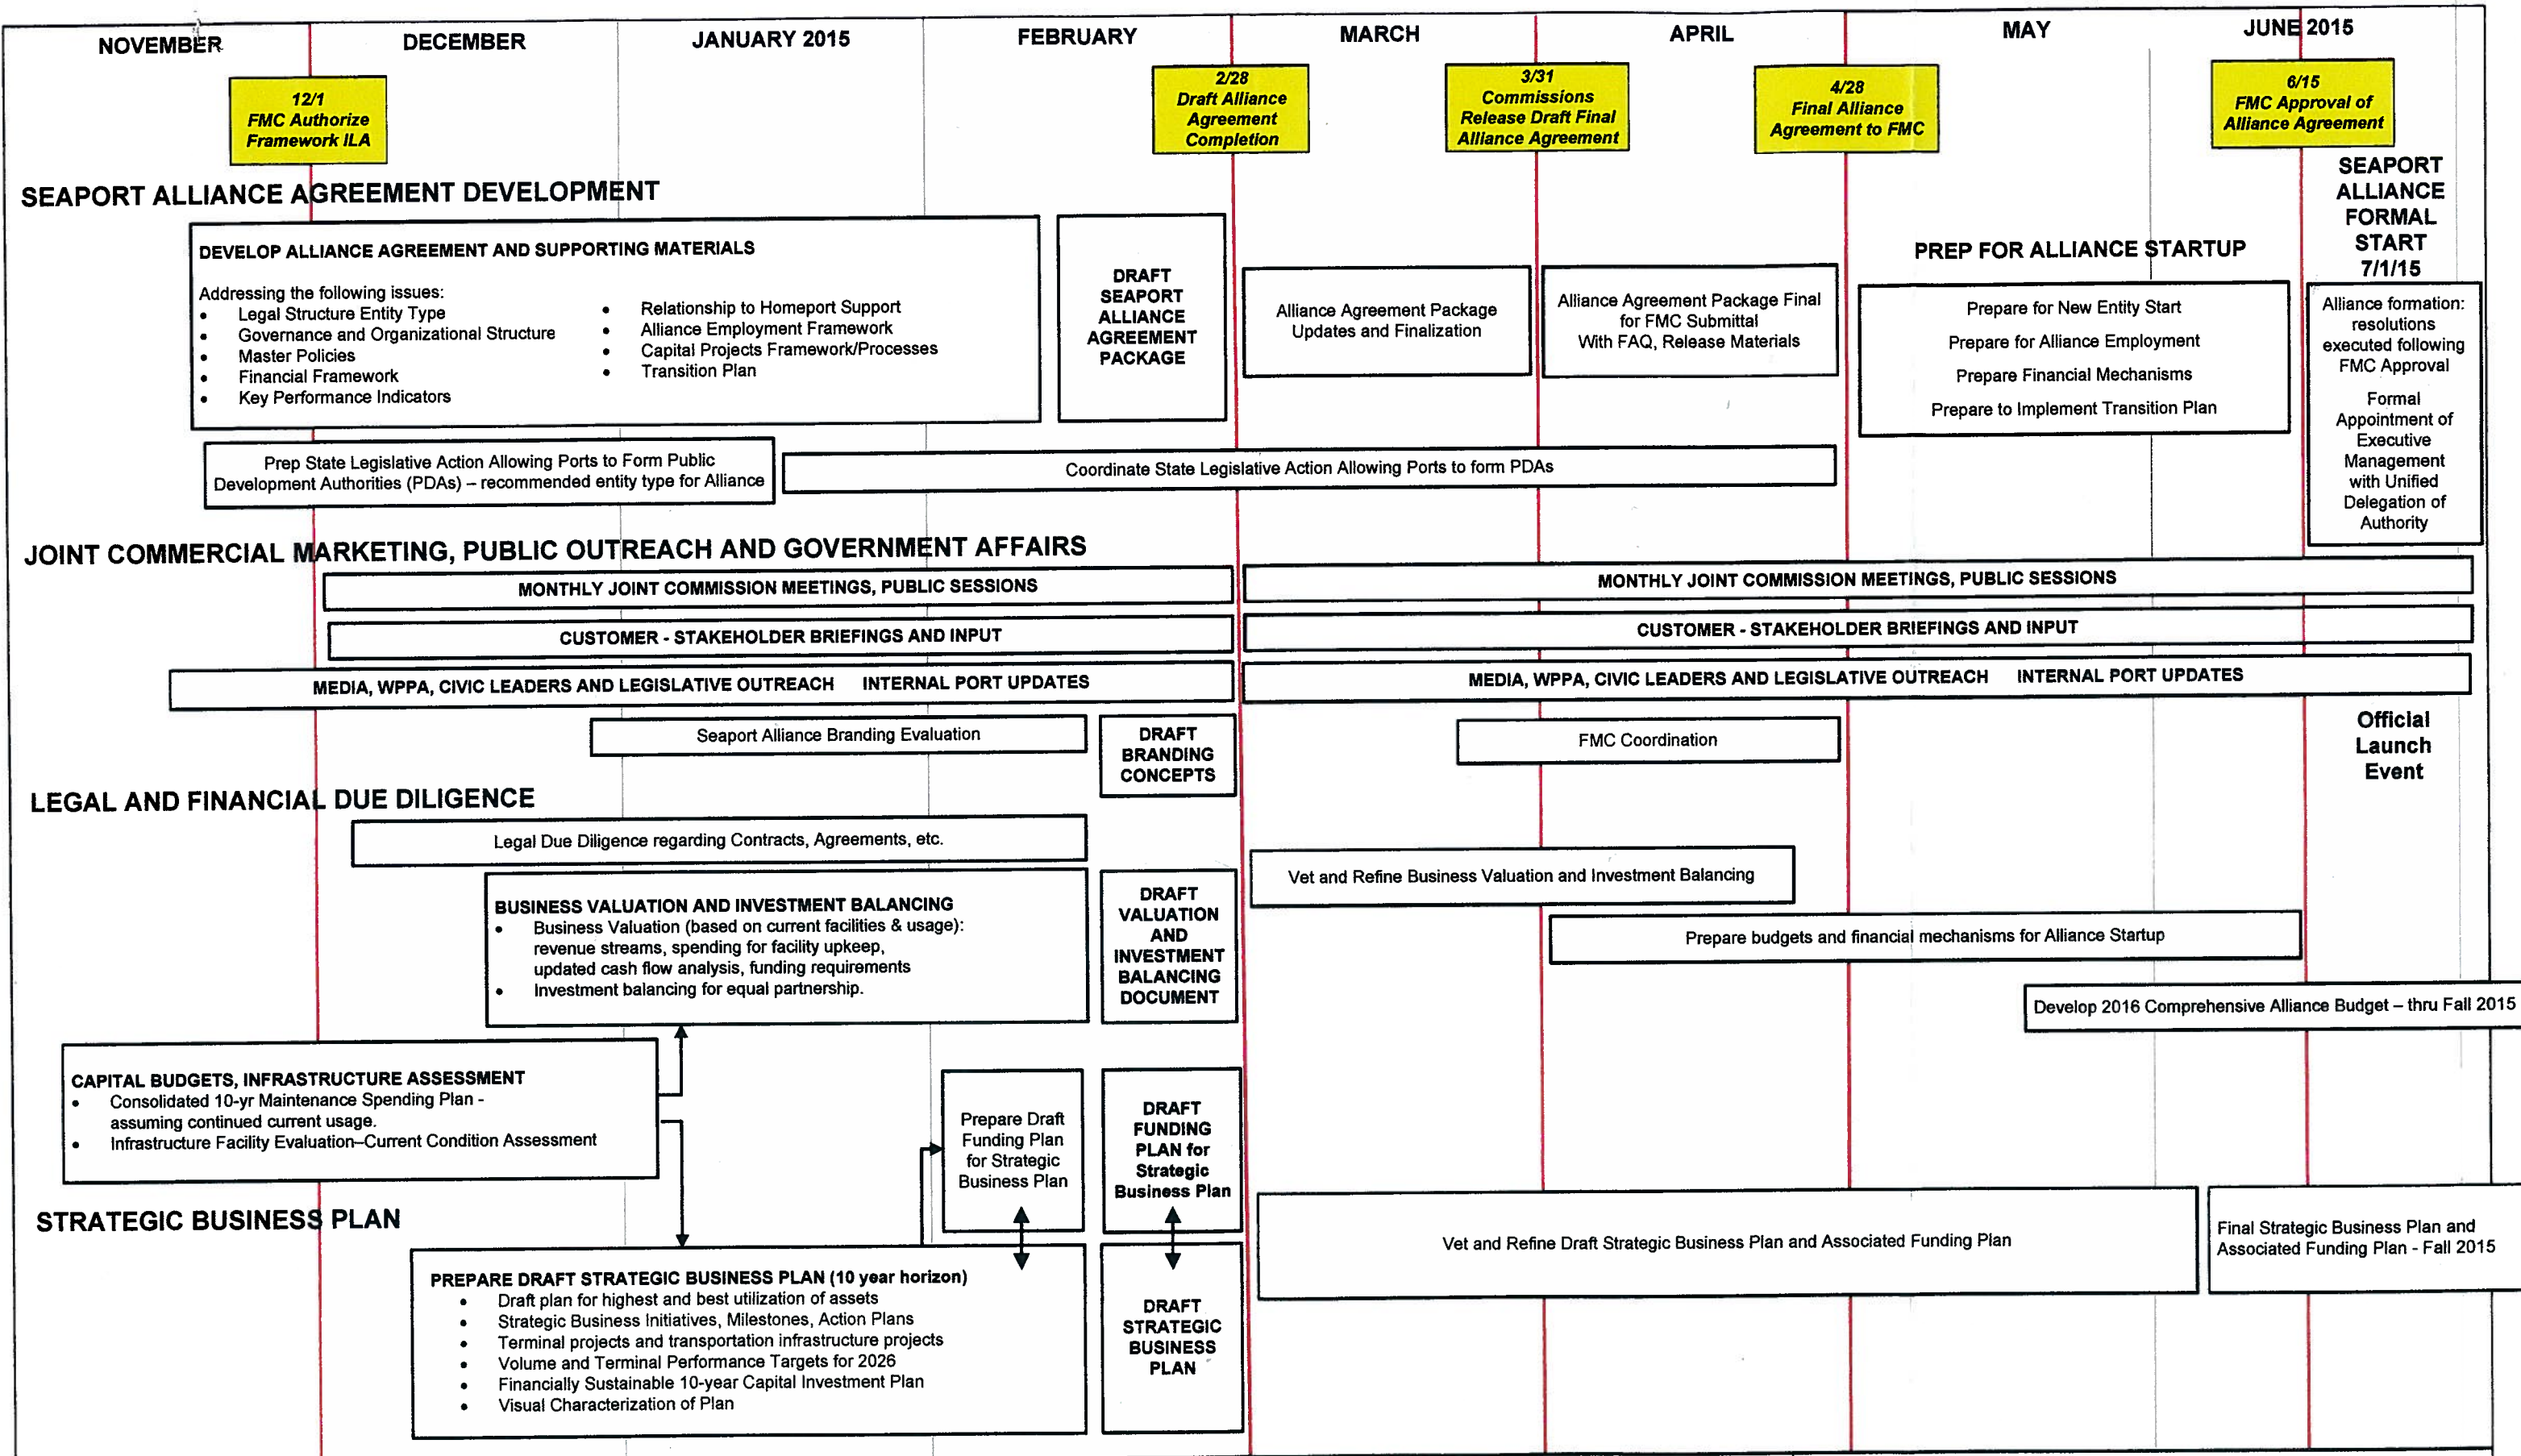 NOVEMBER
DECEMBER
JANUARY 2015
FEBRUARY
MARCH
APRIL
MAY
JUNE 2015
12/1
FMC Authorize
Framework ILA
2/28
Draft Alliance
Agreement
Completion
3/31
Commissions
Release Draft Final
Alliance Agreement
4/28
Final Alliance
Agreement to FMC
6/15
FMC Approval of
Alliance Agreement
SEAPORT ALLIANCE AGREEMENT DEVELOPMENT
DEVELOP ALLIANCE AGREEMENT AND SUPPORTING MATERIALS
Addressing the following issues:
• Legal Structure Entity Type
• Governance and Organizational Structure
• Master Policies
• Financial Framework
• Key Performance Indicators
• Relationship to Homeport Support
• Alliance Employment Framework
• Capital Projects Framework/Processes
• Transition Plan
DRAFT
SEAPORT
ALLIANCE
AGREEMENT
PACKAGE
Alliance Agreement Package
Updates and Finalization
Alliance Agreement Package Final
for FMC Submittal
With FAQ, Release Materials
PREP FOR ALLIANCE STARTUP
Prepare for New Entity Start
Prepare for Alliance Employment
Prepare Financial Mechanisms
Prepare to Implement Transition Plan
SEAPORT
ALLIANCE
FORMAL
START
7/1/15
Alliance formation:
resolutions
executed following
FMC Approval
Formal
Appointment of
Executive
Management
with Unified
Delegation of
Authority
Prep State Legislative Action Allowing Ports to Form Public
Development Authorities (PDAs) – recommended entity type for Alliance
Coordinate State Legislative Action Allowing Ports to form PDAs
JOINT COMMERCIAL MARKETING, PUBLIC OUTREACH AND GOVERNMENT AFFAIRS
MONTHLY JOINT COMMISSION MEETINGS, PUBLIC SESSIONS
MONTHLY JOINT COMMISSION MEETINGS, PUBLIC SESSIONS
CUSTOMER - STAKEHOLDER BRIEFINGS AND INPUT
CUSTOMER - STAKEHOLDER BRIEFINGS AND INPUT
MEDIA, WPPA, CIVIC LEADERS AND LEGISLATIVE OUTREACH INTERNAL PORT UPDATES
MEDIA, WPPA, CIVIC LEADERS AND LEGISLATIVE OUTREACH INTERNAL PORT UPDATES
Seaport Alliance Branding Evaluation
DRAFT
BRANDING
CONCEPTS
FMC Coordination
Official
Launch
Event
LEGAL AND FINANCIAL DUE DILIGENCE
Legal Due Diligence regarding Contracts, Agreements, etc.
BUSINESS VALUATION AND INVESTMENT BALANCING
• Business Valuation (based on current facilities & usage):
revenue streams, spending for facility upkeep,
updated cash flow analysis, funding requirements
• Investment balancing for equal partnership.
DRAFT
VALUATION
AND
INVESTMENT
BALANCING
DOCUMENT
Vet and Refine Business Valuation and Investment Balancing
Prepare budgets and financial mechanisms for Alliance Startup
Develop 2016 Comprehensive Alliance Budget – thru Fall 2015
CAPITAL BUDGETS, INFRASTRUCTURE ASSESSMENT
• Consolidated 10-yr Maintenance Spending Plan -
assuming continued current usage.
• Infrastructure Facility Evaluation–Current Condition Assessment
Prepare Draft
Funding Plan
for Strategic
Business Plan
DRAFT
FUNDING
PLAN for
Strategic
Business Plan
STRATEGIC BUSINESS PLAN
PREPARE DRAFT STRATEGIC BUSINESS PLAN (10 year horizon)
• Draft plan for highest and best utilization of assets
• Strategic Business Initiatives, Milestones, Action Plans
• Terminal projects and transportation infrastructure projects
• Volume and Terminal Performance Targets for 2026
• Financially Sustainable 10-year Capital Investment Plan
• Visual Characterization of Plan
DRAFT
STRATEGIC
BUSINESS
PLAN
Vet and Refine Draft Strategic Business Plan and Associated Funding Plan
Final Strategic Business Plan and
Associated Funding Plan - Fall 2015